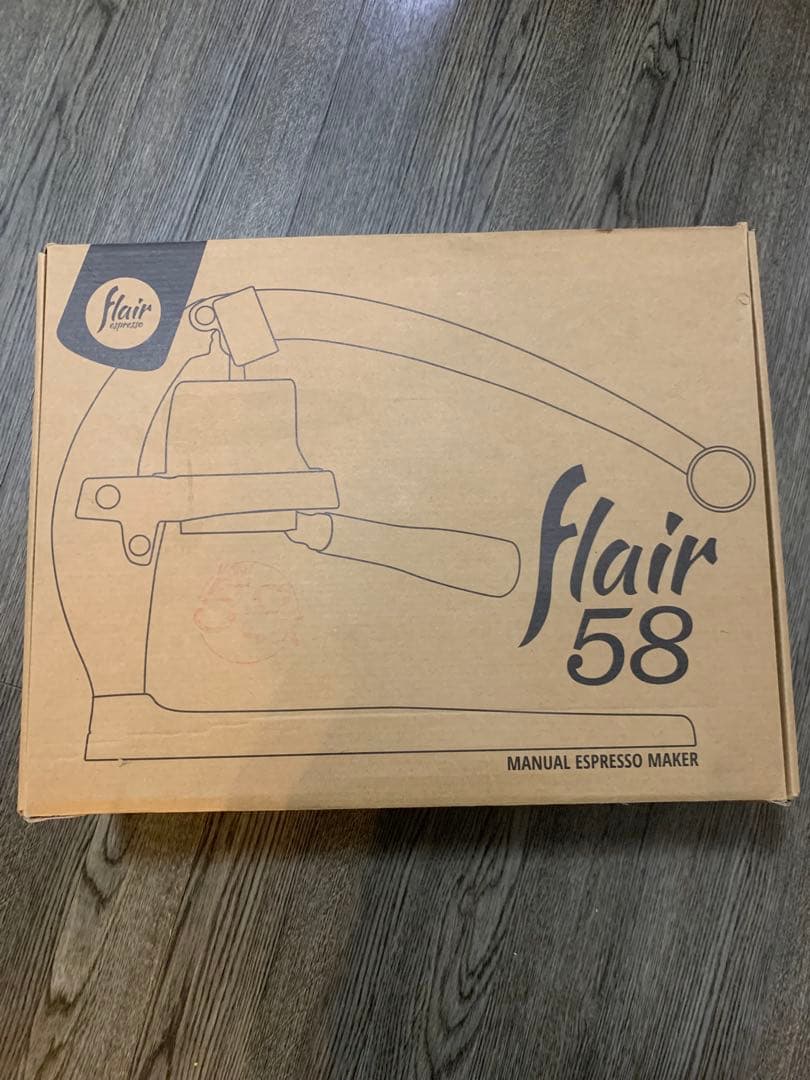 flair
espresso
flair
58
MANUAL ESPRESSO MAKER